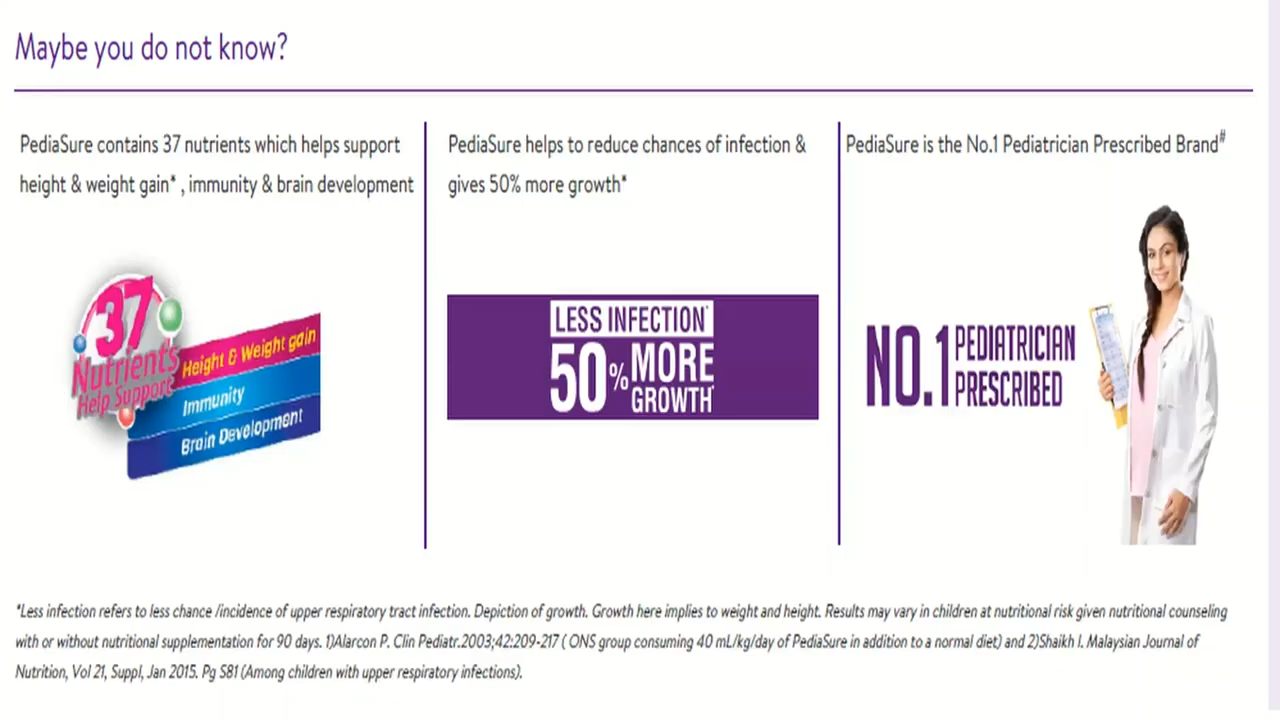 Maybe you do not know?
PediaSure contains 37 nutrients which helps support
height & weight gain* , immunity & brain development
37
Nutrients
Help Support
Height & Weight gain
Immunity
Brain Development
PediaSure helps to reduce chances of infection &
gives 50% more growth*
LESS INFECTION*
50% MORE
GROWTH*
PediaSure is the No.1 Pediatrician Prescribed Brand#
NO.1 PEDIATRICIAN
PRESCRIBED
*Less infection refers to less chance /incidence of upper respiratory tract infection. Depiction of growth. Growth here implies to weight and height. Results may vary in children at nutritional risk given nutritional counseling
with or without nutritional supplementation for 90 days. 1)Alarcon P. Clin Pediatr.2003;42:209-217 ( ONS group consuming 40 mL/kg/day of PediaSure in addition to a normal diet) and 2)Shaikh I. Malaysian Journal of
Nutrition, Vol 21, Suppl, Jan 2015. Pg S81 (Among children with upper respiratory infections).